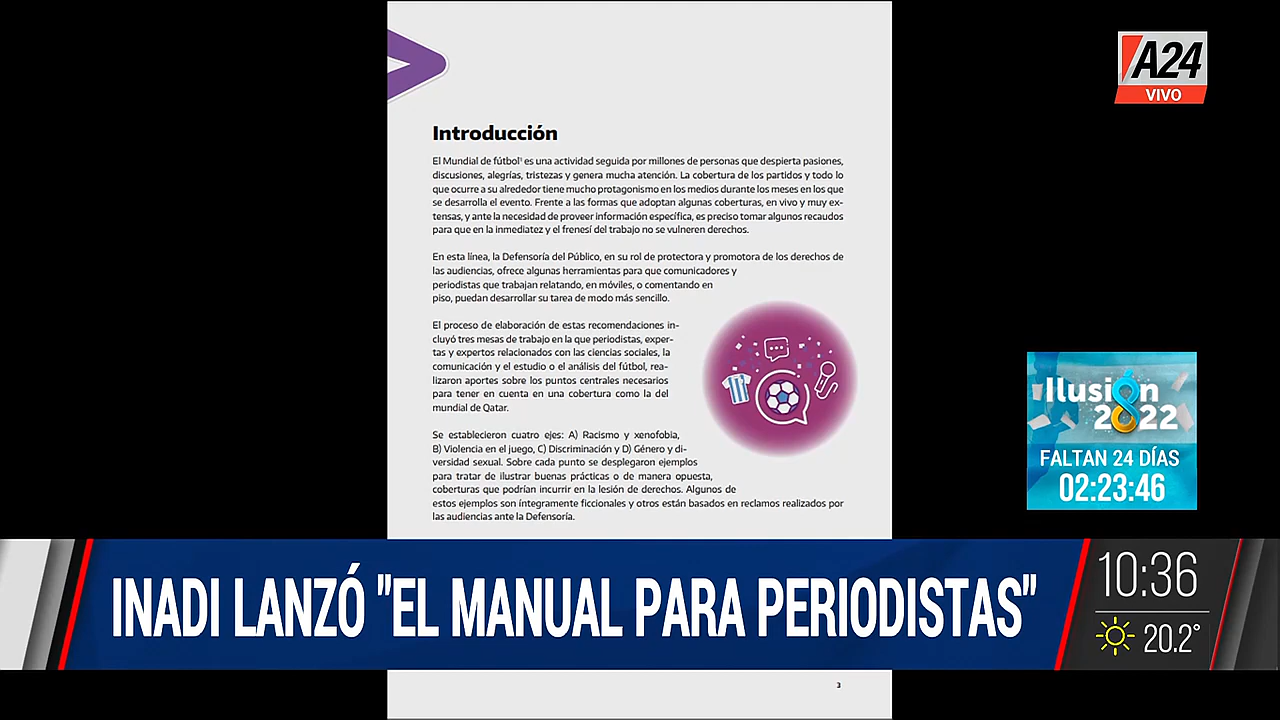 Introducción
El Mundial de fútbol¹ es una actividad seguida por millones de personas que despierta pasiones,
discusiones, alegrías, tristezas y genera mucha atención. La cobertura de los partidos y todo lo
que ocurre a su alrededor tiene mucho protagonismo en los medios durante los meses en los que
se desarrolla el evento. Frente a las formas que adoptan algunas coberturas, en vivo y muy ex-
tensas, y ante la necesidad de proveer información específica, es preciso tomar algunos recaudos
para que en la inmediatez y el frenesí del trabajo no se vulneren derechos.
En esta línea, la Defensoría del Público, en su rol de protectora y promotora de los derechos de
las audiencias, ofrece algunas herramientas para que comunicadores y
periodistas que trabajan relatando, en móviles, o comentando en
piso, puedan desarrollar su tarea de modo más sencillo.
El proceso de elaboración de estas recomendaciones in-
cluyó tres mesas de trabajo en la que periodistas, exper-
tas y expertos relacionados con las ciencias sociales, la
comunicación y el estudio o el análisis del fútbol, rea-
lizaron aportes sobre los puntos centrales necesarios
para tener en cuenta en una cobertura como la del
mundial de Qatar.
Se establecieron cuatro ejes: A) Racismo y xenofobia,
B) Violencia en el juego, C) Discriminación y D) Género y di-
versidad sexual. Sobre cada punto se desplegaron ejemplos
para tratar de ilustrar buenas prácticas o de manera opuesta,
coberturas que podrían incurrir en la lesión de derechos. Algunos de
estos ejemplos son íntegramente ficcionales y otros están basados en reclamos realizados por
las audiencias ante la Defensoría.
3
A24
VIVO
Ilusión
2022
FALTAN 24 DÍAS
02:23:46
INADI LANZÓ "EL MANUAL PARA PERIODISTAS"
10:36
20.2°